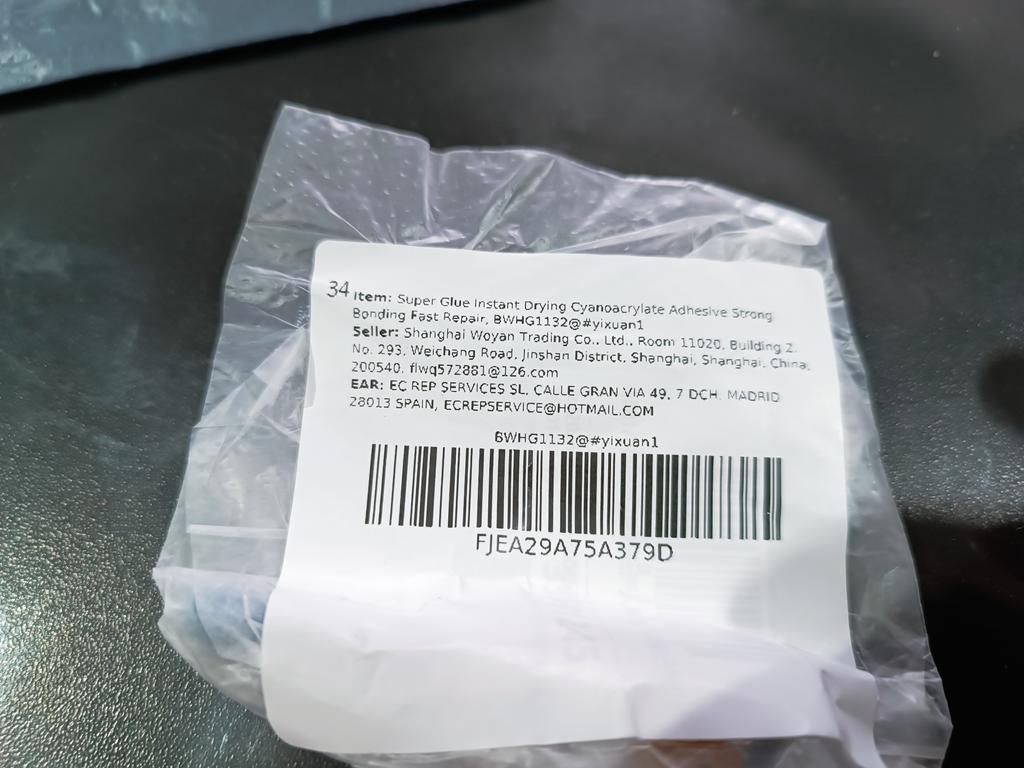 34
Item: Super Glue Instant Drying Cyanoacrylate Adhesive Strong
Bonding Fast Repair, BWHG1132@#yixuan1
Seller: Shanghai Woyan Trading Co., Ltd., Room 11020, Building 2,
No. 293, Weichang Road, Jinshan District, Shanghai, Shanghai, China,
200540, flwq572881@126.com
EAR: EC REP SERVICES SL, CALLE GRAN VIA 49, 7 DCH, MADRID
28013 SPAIN, ECREPSERVICE@HOTMAIL.COM
BWHG1132@#yixuan1
FJEA29A75A379D